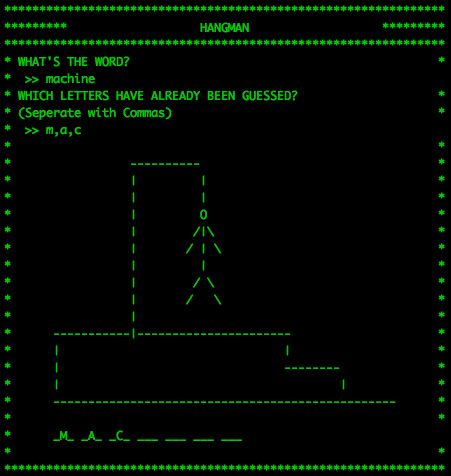 HANGMAN
WHAT'S THE WORD?
>> machine
WHICH LETTERS HAVE ALREADY BEEN GUESSED?
(Seperate with Commas)
>> m,a,c
_M_ _A_ _C_ ___ ___ ___ ___